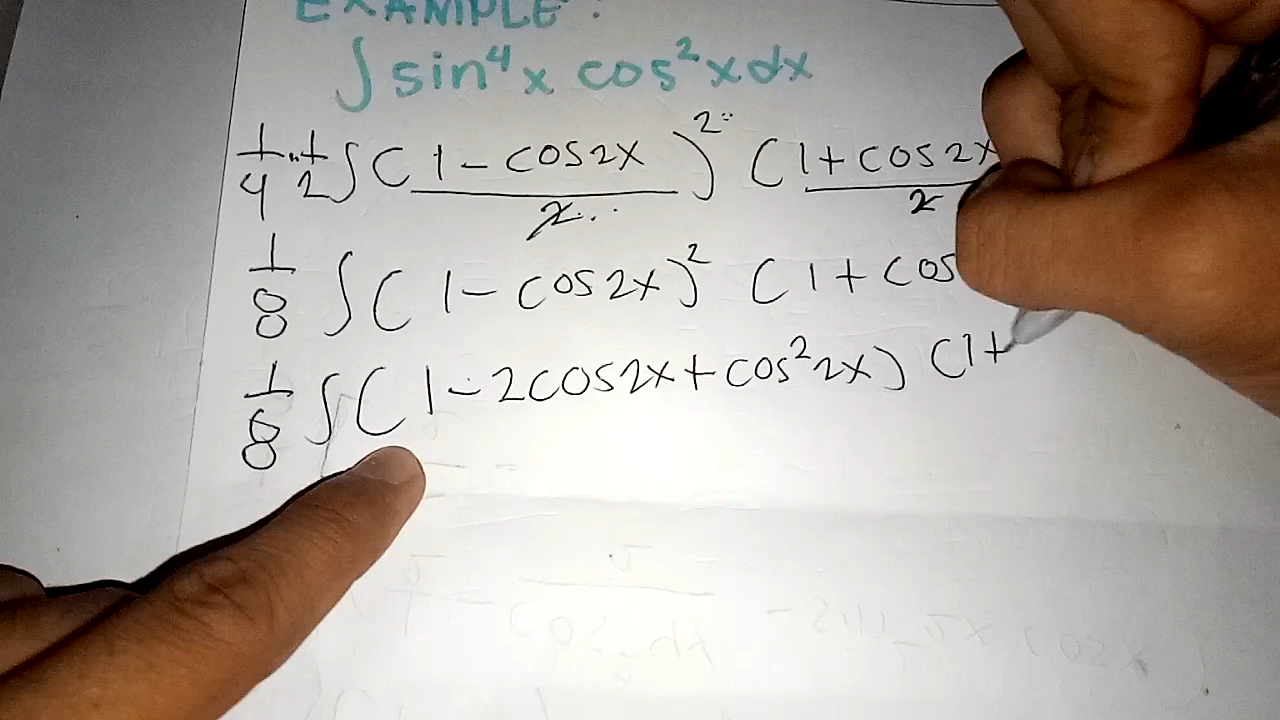 EXAMPLE:
∫ sin⁴x cos²x dx
1/4 · 1/2 ∫ ( (1 - cos2x)/2 )² ( (1 + cos2x)/2
1/8 ∫ (1 - cos2x)² (1 + cos
1/8 ∫ (1 - 2cos2x + cos²2x) (1+